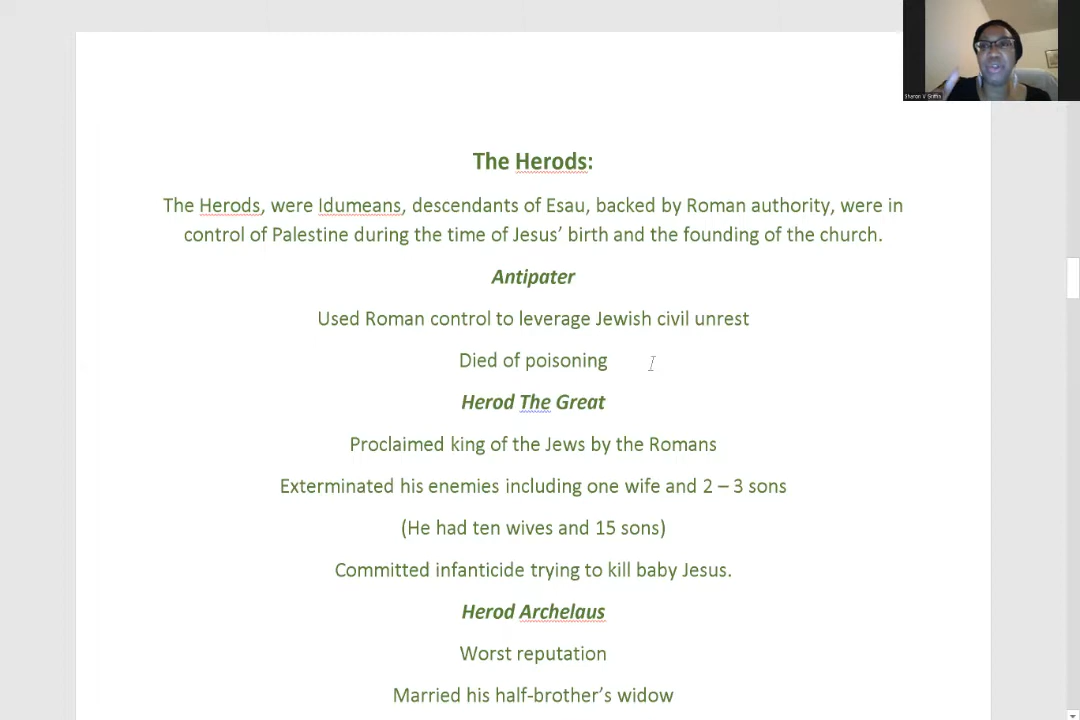 Sharon V Griffin
The Herods:
The Herods, were Idumeans, descendants of Esau, backed by Roman authority, were in
control of Palestine during the time of Jesus’ birth and the founding of the church.
Antipater
Used Roman control to leverage Jewish civil unrest
Died of poisoning
Herod The Great
Proclaimed king of the Jews by the Romans
Exterminated his enemies including one wife and 2 – 3 sons
(He had ten wives and 15 sons)
Committed infanticide trying to kill baby Jesus.
Herod Archelaus
Worst reputation
Married his half-brother’s widow